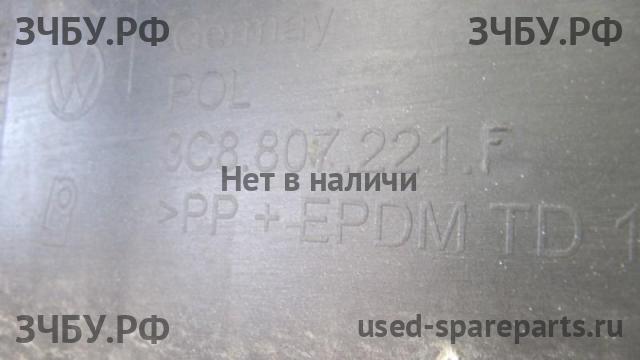 ЗЧБУ.РФ
ЗЧБУ.РФ
Germay
POL
3C8.807.221.F
Нет в наличи
>PP + EPDM TD 1
ЗЧБУ.РФ
used-spareparts.ru